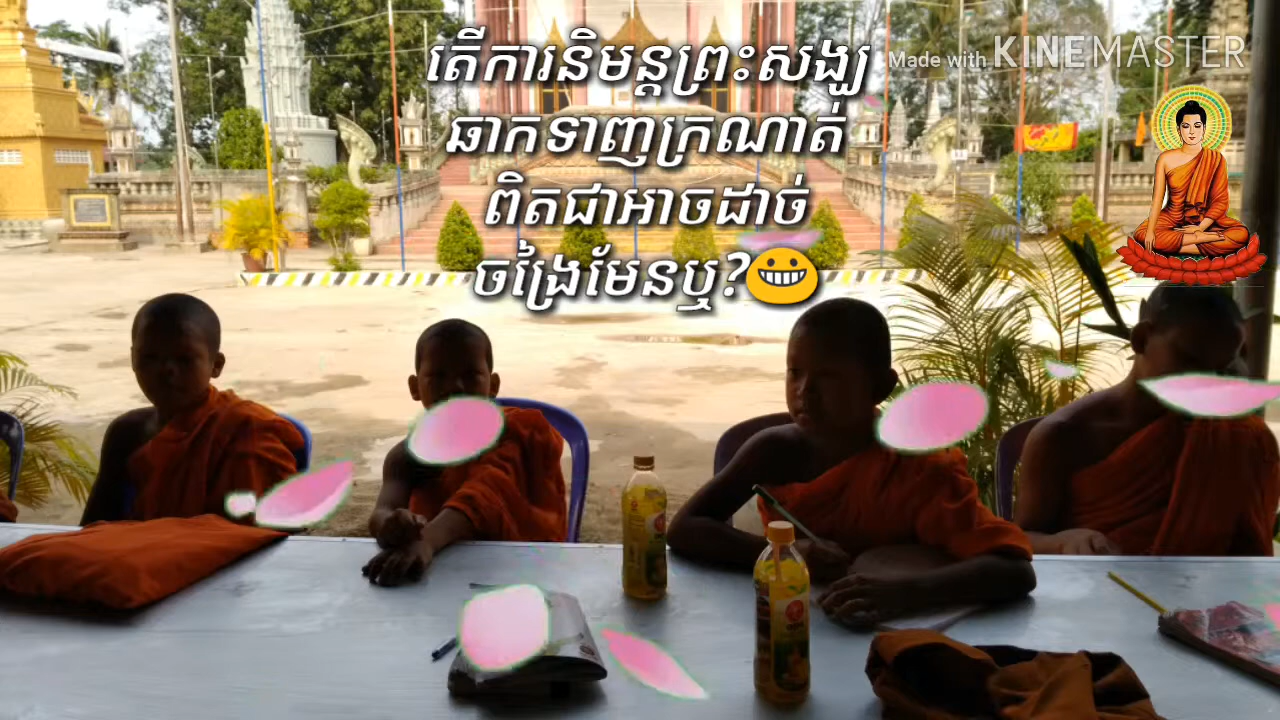 តើការនិមន្តព្រះសង្ឃ
ឆាកទាញក្រណាត់
ពិតជាអាចដាច់
ចង្រៃមែនឬ?😀
Made with KINEMASTER